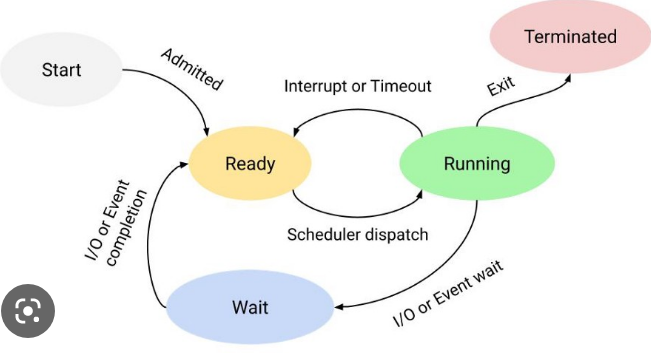 Terminated
Start
Admitted
Interrupt or Timeout
Exit
Ready
Running
I/O or Event
completion
Scheduler dispatch
Wait
I/O or Event wait